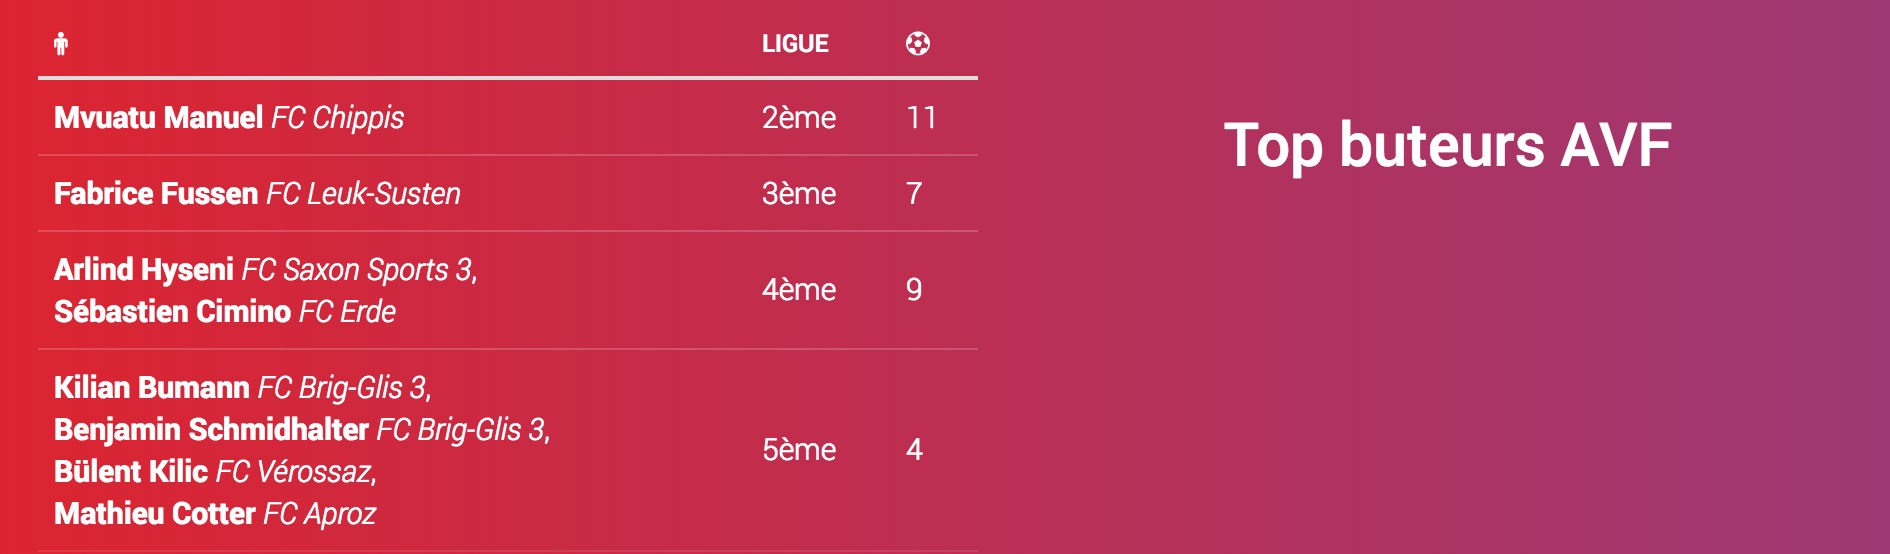 LIGUE
Mvuatu Manuel FC Chippis 2ème 11
Fabrice Fussen FC Leuk-Susten 3ème 7
Arlind Hyseni FC Saxon Sports 3,
Sébastien Cimino FC Erde
4ème 9
Kilian Bumann FC Brig-Glis 3,
Benjamin Schmidhalter FC Brig-Glis 3,
Bülent Kilic FC Vérossaz,
Mathieu Cotter FC Aproz
5ème 4
Top buteurs AVF